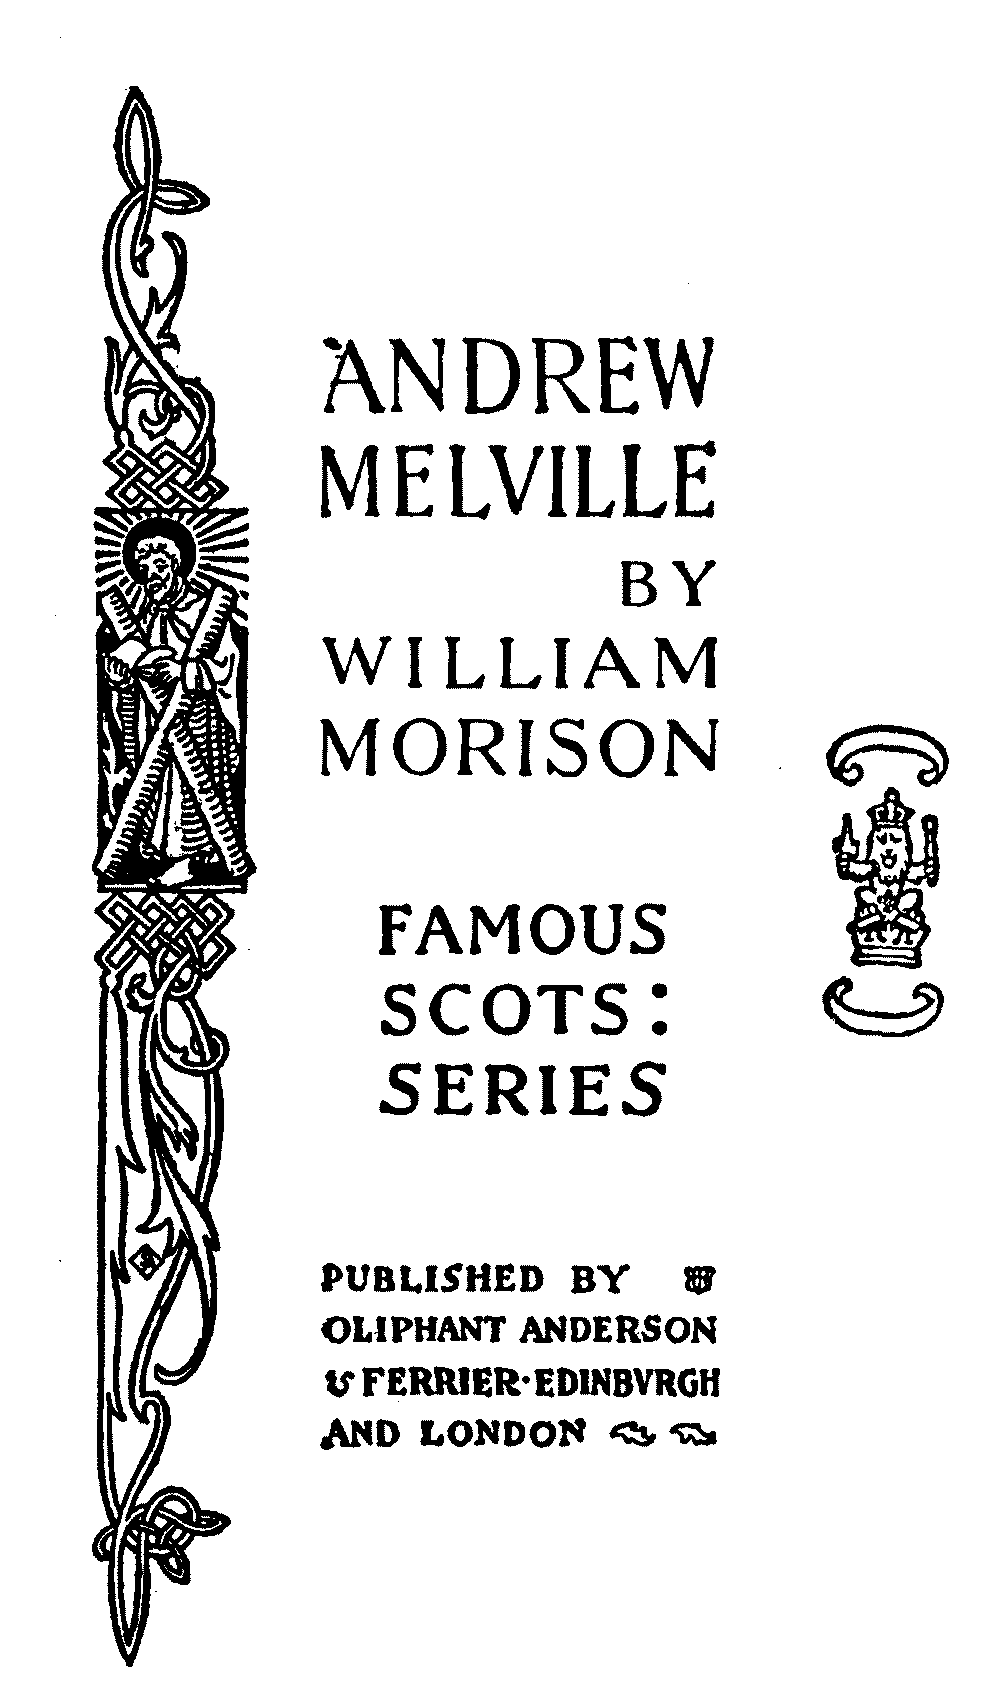 ANDREW
MELVILLE
BY
WILLIAM
MORISON
FAMOUS
SCOTS:
SERIES
PUBLISHED BY
OLIPHANT ANDERSON
& FERRIER·EDINBVRGH
AND LONDON